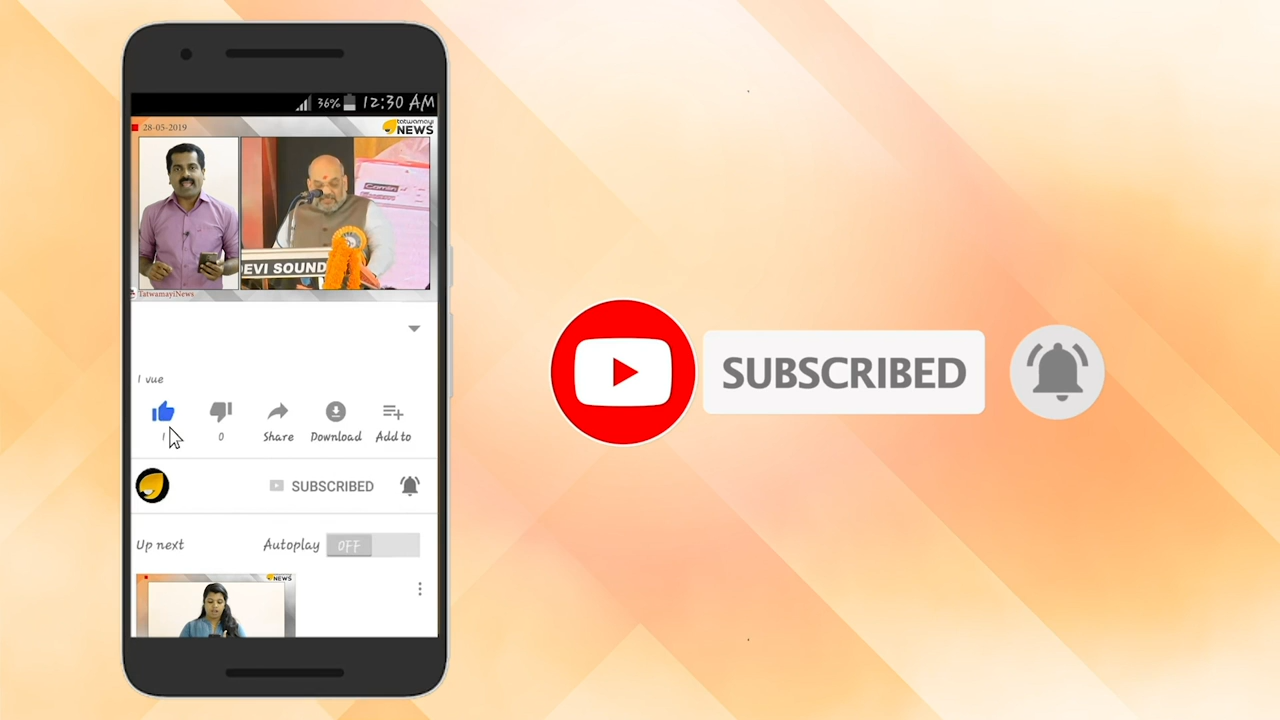 36% 12:30 AM
28-05-2019
tatwamayi
NEWS
DEVI SOUND
TatwamayiNews
1 vue
1 0 Share Download Add to
SUBSCRIBED
Up next Autoplay OFF
NEWS
SUBSCRIBED